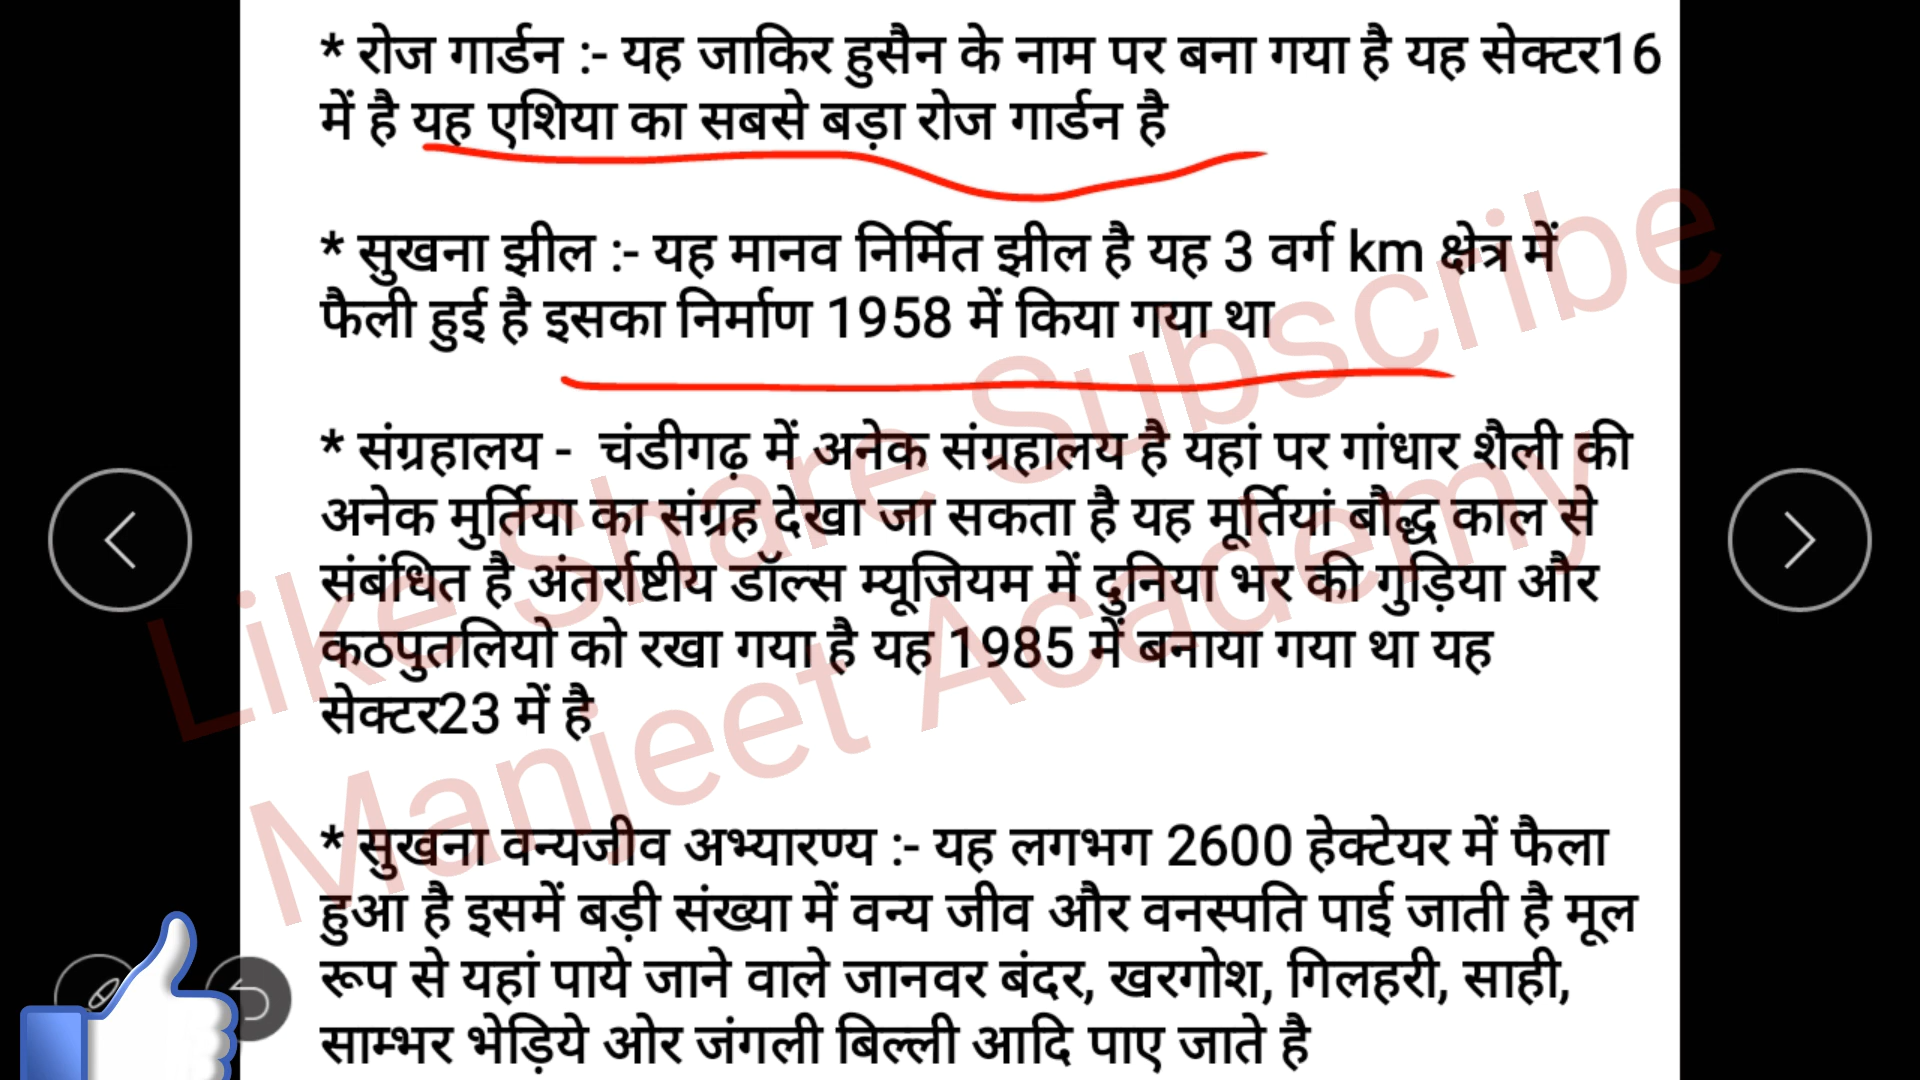 * रोज गार्डन :- यह जाकिर हुसैन के नाम पर बना गया है यह सेक्टर16
में है यह एशिया का सबसे बड़ा रोज गार्डन है
* सुखना झील :- यह मानव निर्मित झील है यह 3 वर्ग km क्षेत्र में
फैली हुई है इसका निर्माण 1958 में किया गया था
* संग्रहालय - चंडीगढ़ में अनेक संग्रहालय है यहां पर गांधार शैली की
अनेक मुर्तिया का संग्रह देखा जा सकता है यह मूर्तियां बौद्ध काल से
संबंधित है अंतर्राष्टीय डॉल्स म्यूजियम में दुनिया भर की गुड़िया और
कठपुतलियो को रखा गया है यह 1985 में बनाया गया था यह
सेक्टर23 में है
* सुखना वन्यजीव अभ्यारण्य :- यह लगभग 2600 हेक्टेयर में फैला
हुआ है इसमें बड़ी संख्या में वन्य जीव और वनस्पति पाई जाती है मूल
रूप से यहां पाये जाने वाले जानवर बंदर, खरगोश, गिलहरी, साही,
साम्भर भेड़िये ओर जंगली बिल्ली आदि पाए जाते है
Like Share Subscribe
Manjeet Academy